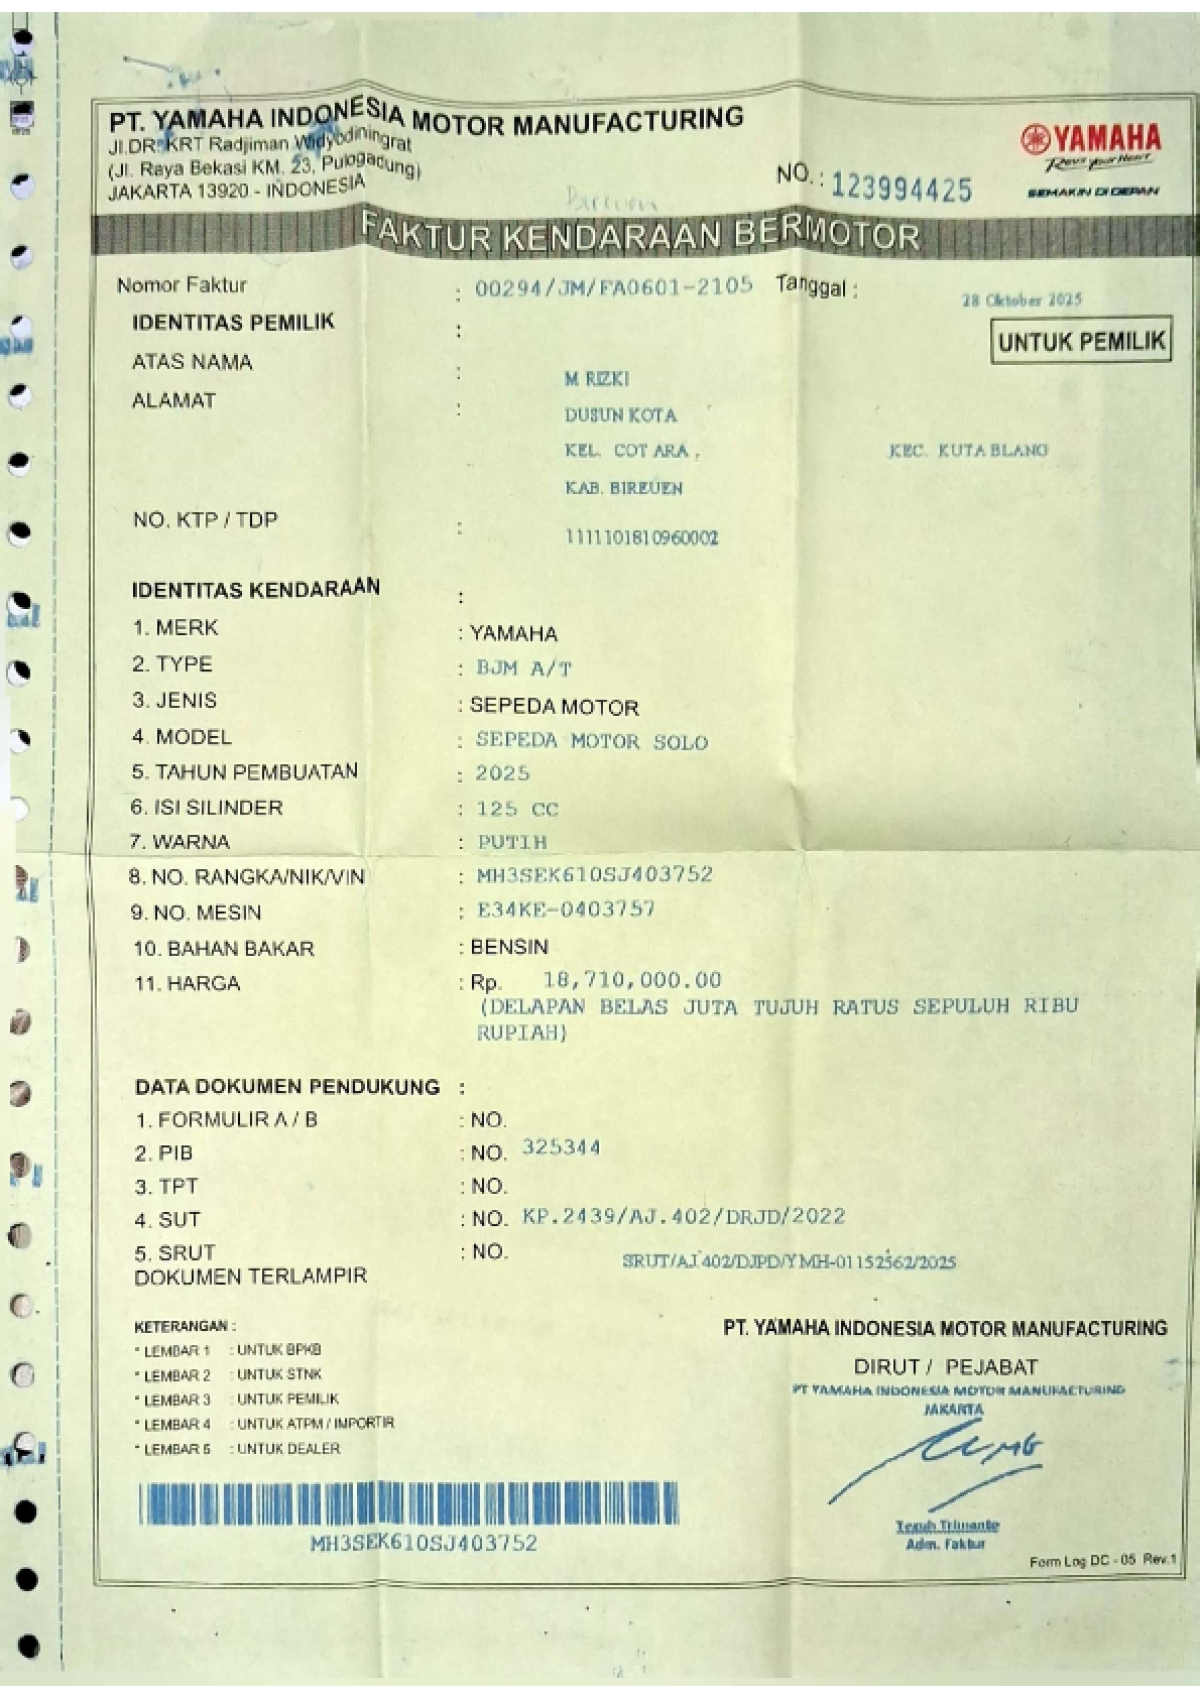 PT. YAMAHA INDONESIA MOTOR MANUFACTURING
Jl.DR. KRT Radjiman Widyodiningrat
(Jl. Raya Bekasi KM. 23, Pulogadung)
JAKARTA 13920 - INDONESIA
NO. : 123994425
YAMAHA
Revs Your Heart
SEMAKIN DI DEPAN
FAKTUR KENDARAAN BERMOTOR
Nomor Faktur : 00294/JM/FA0601-2105 Tanggal : 28 Oktober 2025
IDENTITAS PEMILIK :
UNTUK PEMILIK
ATAS NAMA : M RIZKI
ALAMAT : DUSUN KOTA
KEL. COT ARA , KEC. KUTA BLANG
KAB. BIREUEN
NO. KTP / TDP : 1111101810960002
IDENTITAS KENDARAAN :
1. MERK : YAMAHA
2. TYPE : BJM A/T
3. JENIS : SEPEDA MOTOR
4. MODEL : SEPEDA MOTOR SOLO
5. TAHUN PEMBUATAN : 2025
6. ISI SILINDER : 125 CC
7. WARNA : PUTIH
8. NO. RANGKA/NIK/VIN : MH3SEK610SJ403752
9. NO. MESIN : E34KE-0403757
10. BAHAN BAKAR : BENSIN
11. HARGA : Rp. 18,710,000.00
(DELAPAN BELAS JUTA TUJUH RATUS SEPULUH RIBU
RUPIAH)
DATA DOKUMEN PENDUKUNG :
1. FORMULIR A / B : NO.
2. PIB : NO. 325344
3. TPT : NO.
4. SUT : NO. KP.2439/AJ.402/DRJD/2022
5. SRUT : NO. SRUT/AJ.402/DJPD/YMH-01152562/2025
DOKUMEN TERLAMPIR
KETERANGAN :
* LEMBAR 1 : UNTUK BPKB
* LEMBAR 2 : UNTUK STNK
* LEMBAR 3 : UNTUK PEMILIK
* LEMBAR 4 : UNTUK ATPM / IMPORTIR
* LEMBAR 5 : UNTUK DEALER
MH3SEK610SJ403752
PT. YAMAHA INDONESIA MOTOR MANUFACTURING
DIRUT / PEJABAT
PT YAMAHA INDONESIA MOTOR MANUFACTURING
JAKARTA
Teguh Trimanto
Adm. Faktur
Form Log DC - 05 Rev.1